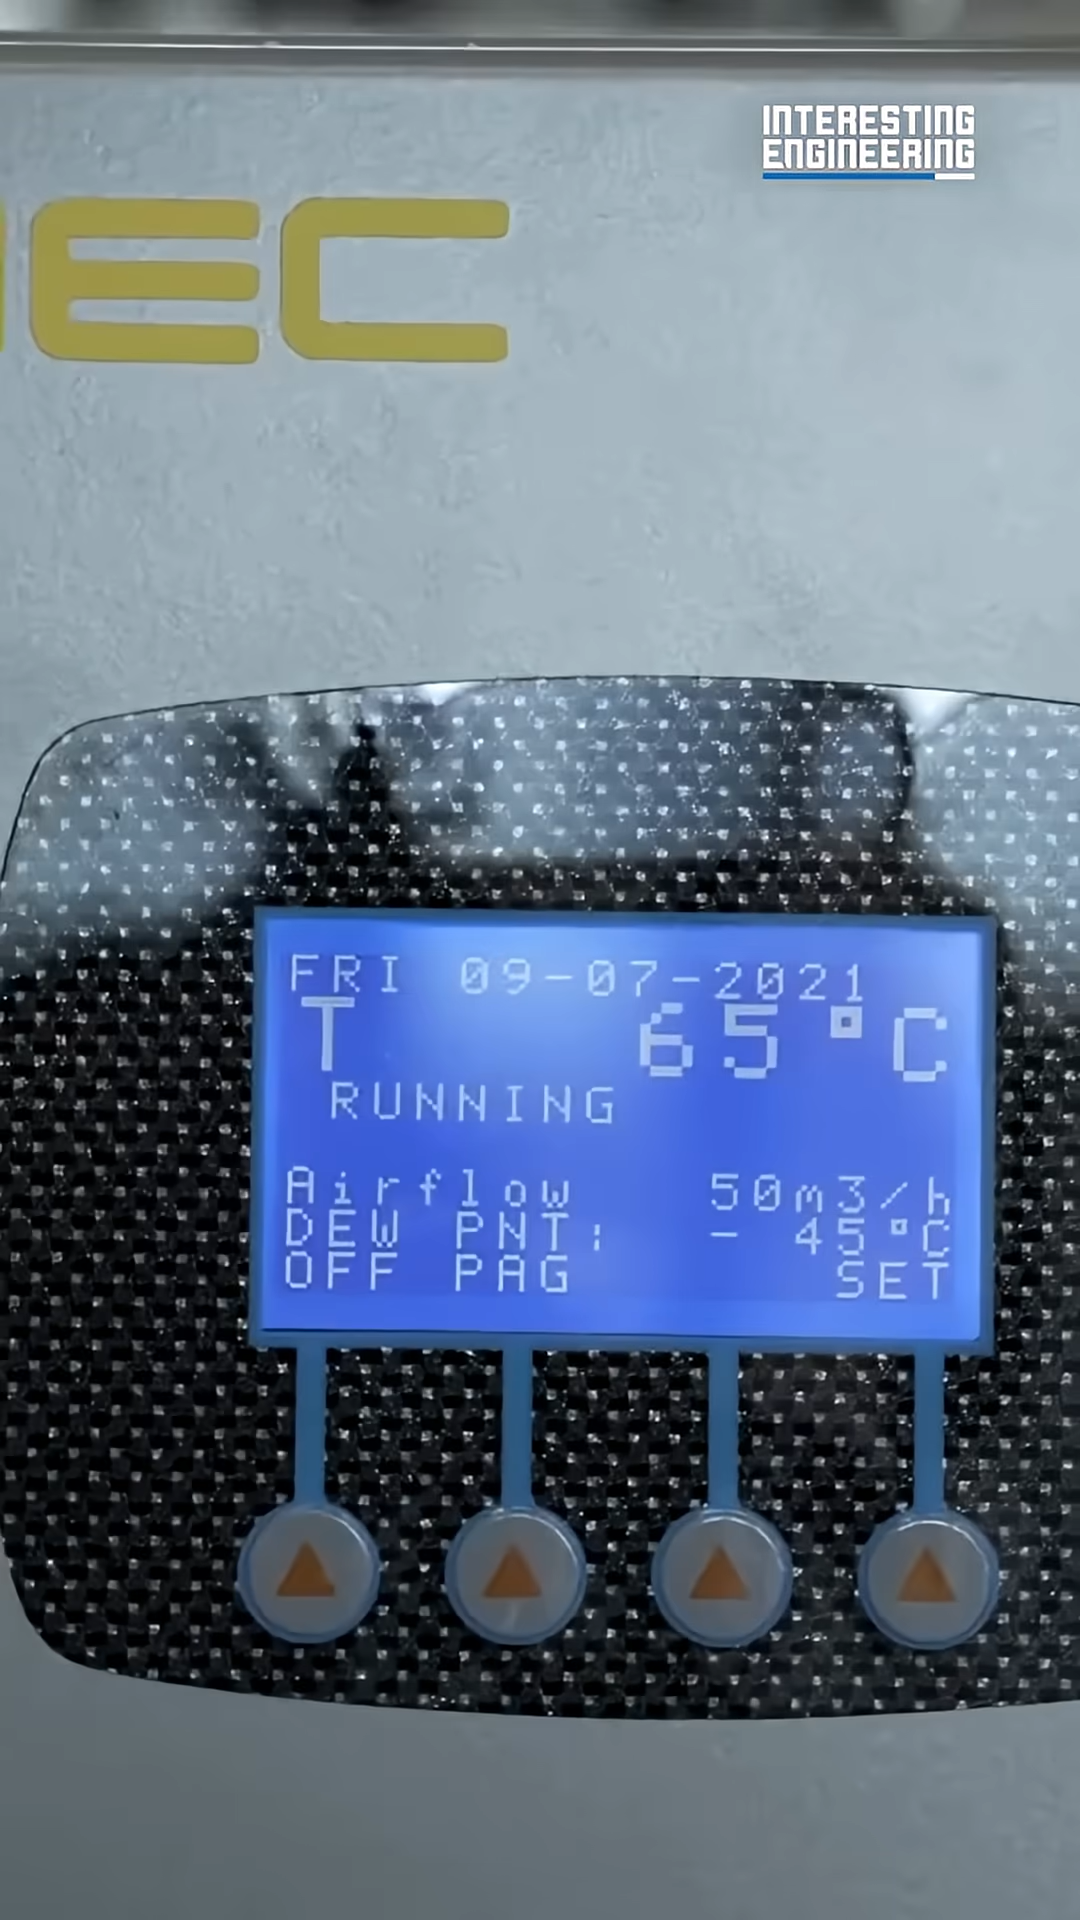 INTERESTING
ENGINEERING
EC
FRI 09-07-2021
T 65°C
RUNNING
Airflow 50m3/h
DEW PNT: - 45°C
OFF PAG SET